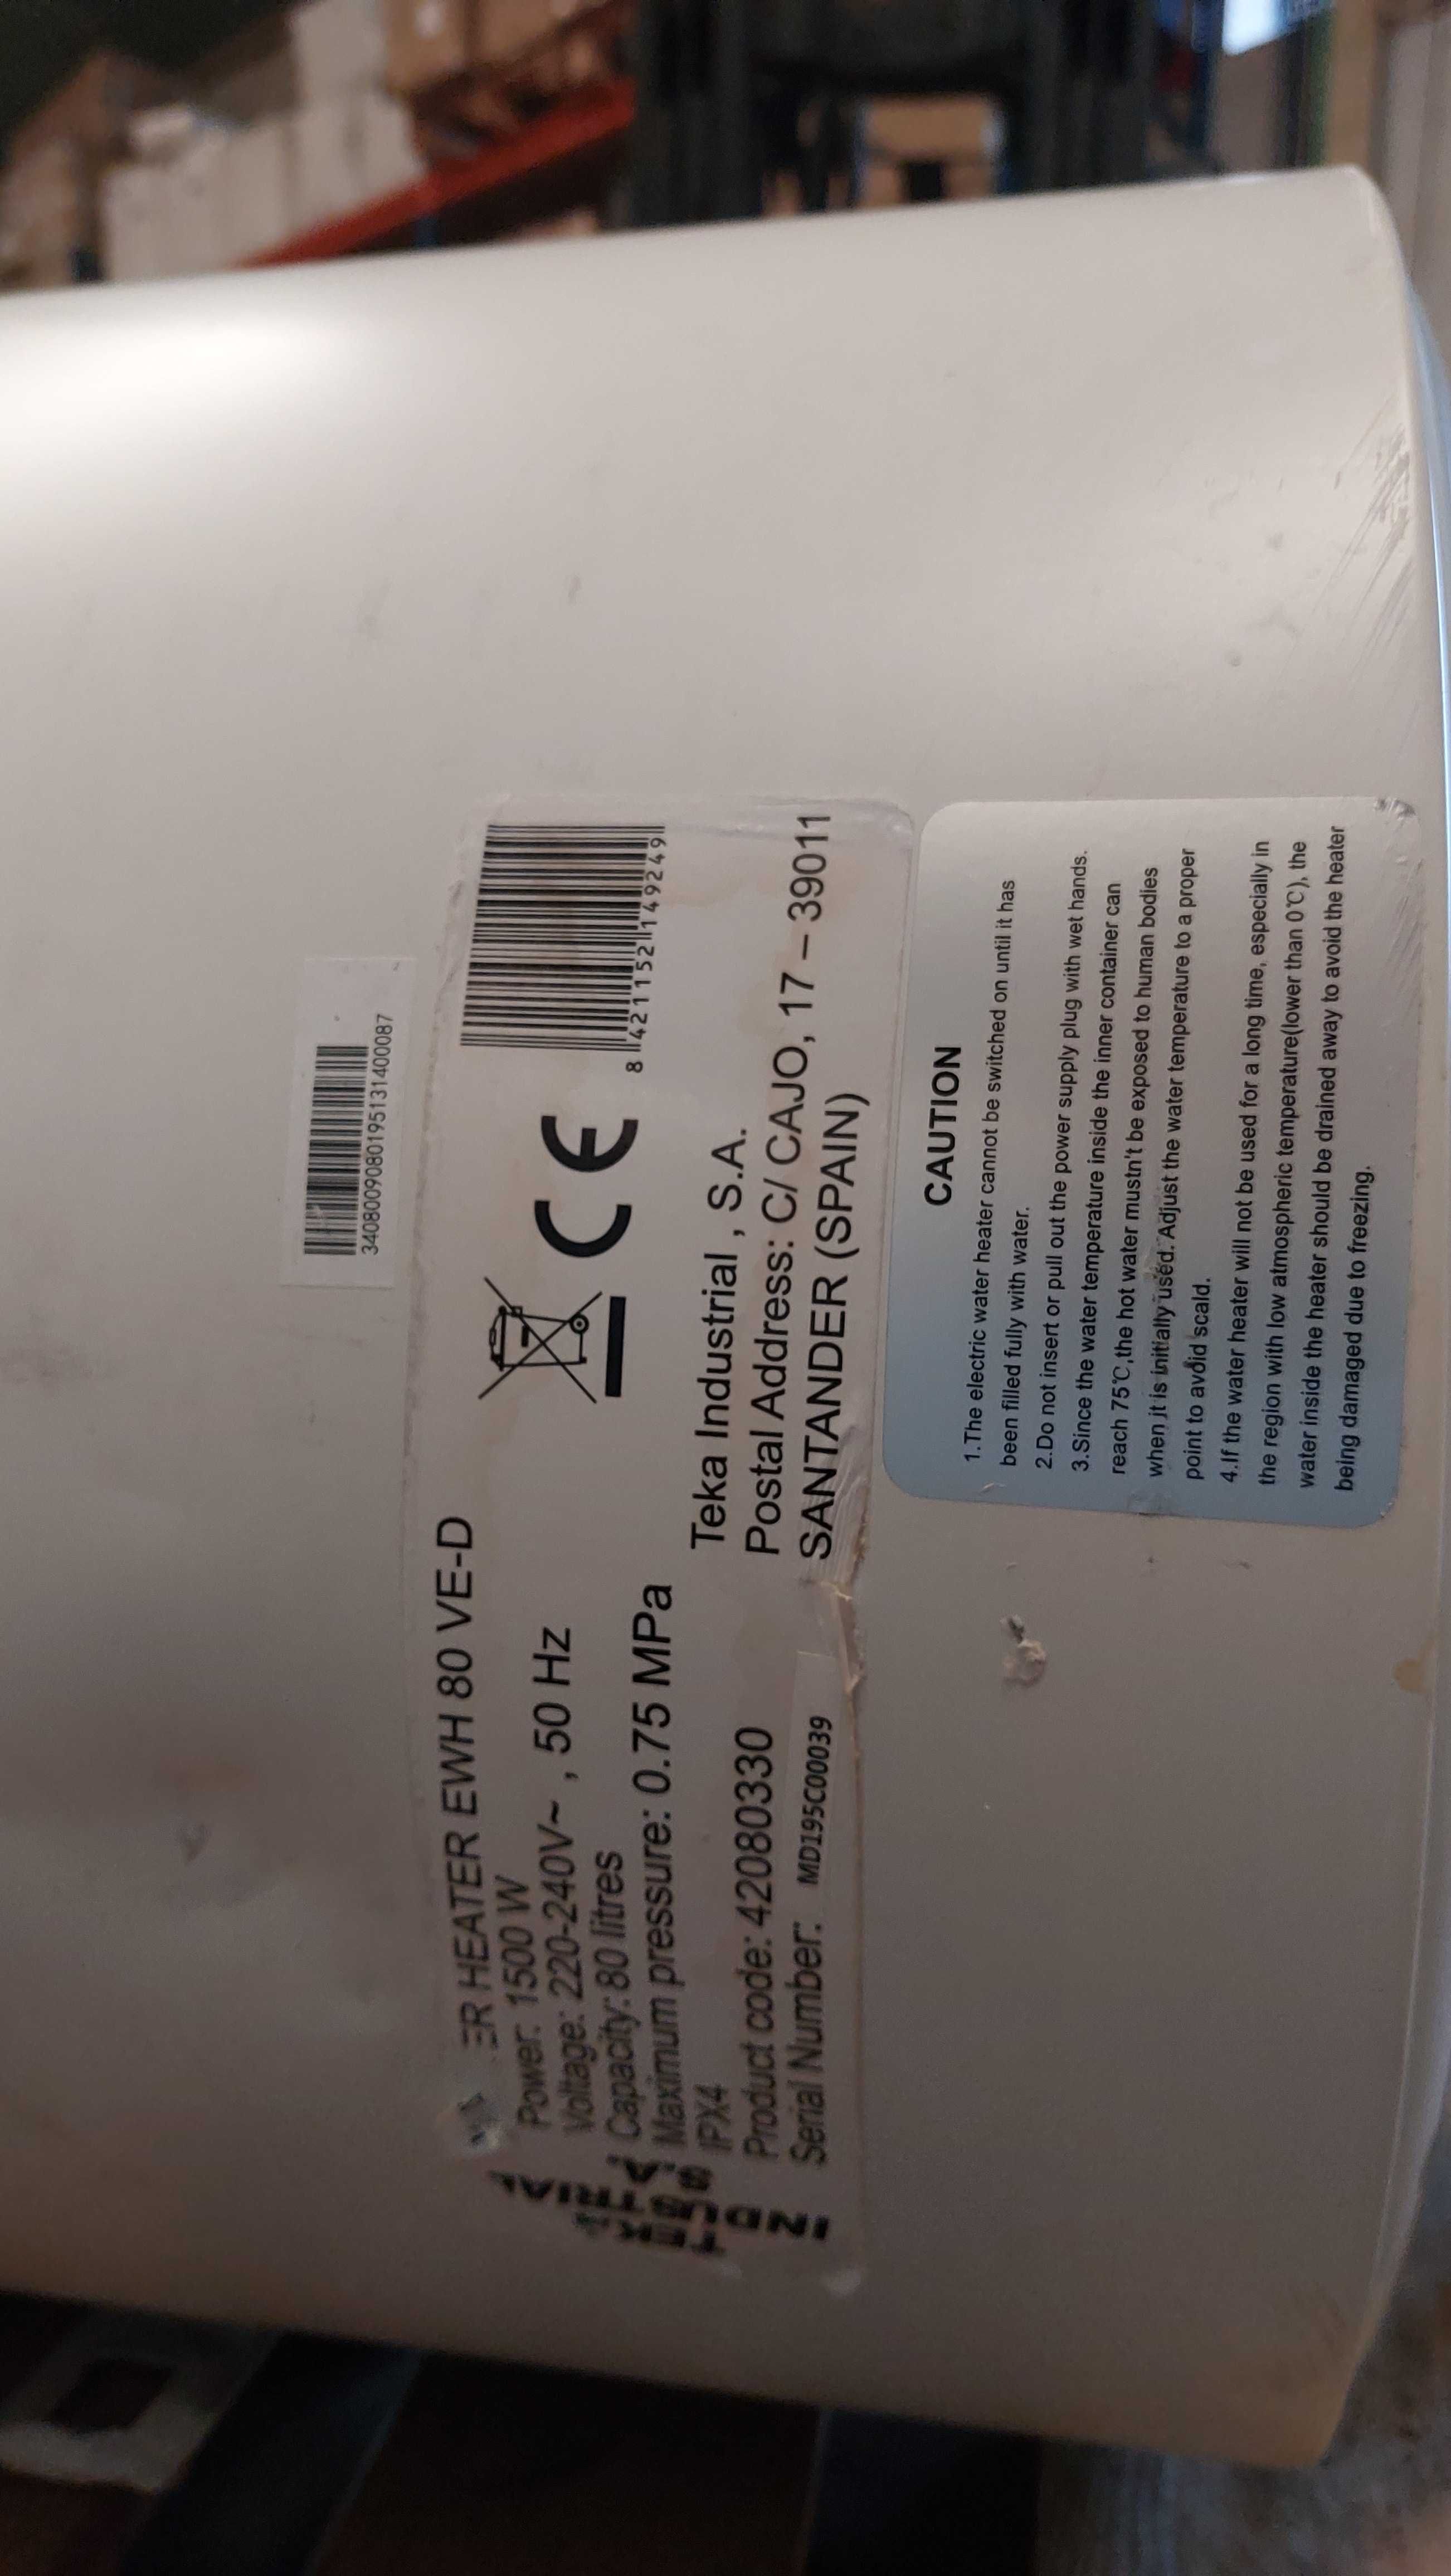 34080090801951314000​87
HEATER EWH 80 VE-D
Power: 1500 W
Voltage: 220-240V~ , 50 Hz
Capacity: 80 litres
Maximum pressure: 0.75 MPa
IPX4
Product code: 42080330
Serial Number: MD195C00039
CE
8 421152 149249
Teka Industrial , S.A.
Postal Address: C/ CAJO, 17 – 39011
SANTANDER (SPAIN)
CAUTION
1.The electric water heater cannot be switched on until it has
been filled fully with water.
2.Do not insert or pull out the power supply plug with wet hands.
3.Since the water temperature inside the inner container can
reach 75℃,the hot water mustn't be exposed to human bodies
when it is initially used. Adjust the water temperature to a proper
point to avoid scald.
4.If the water heater will not be used for a long time, especially in
the region with low atmospheric temperature(lower than 0℃), the
water inside the heater should be drained away to avoid the heater
being damaged due to freezing.